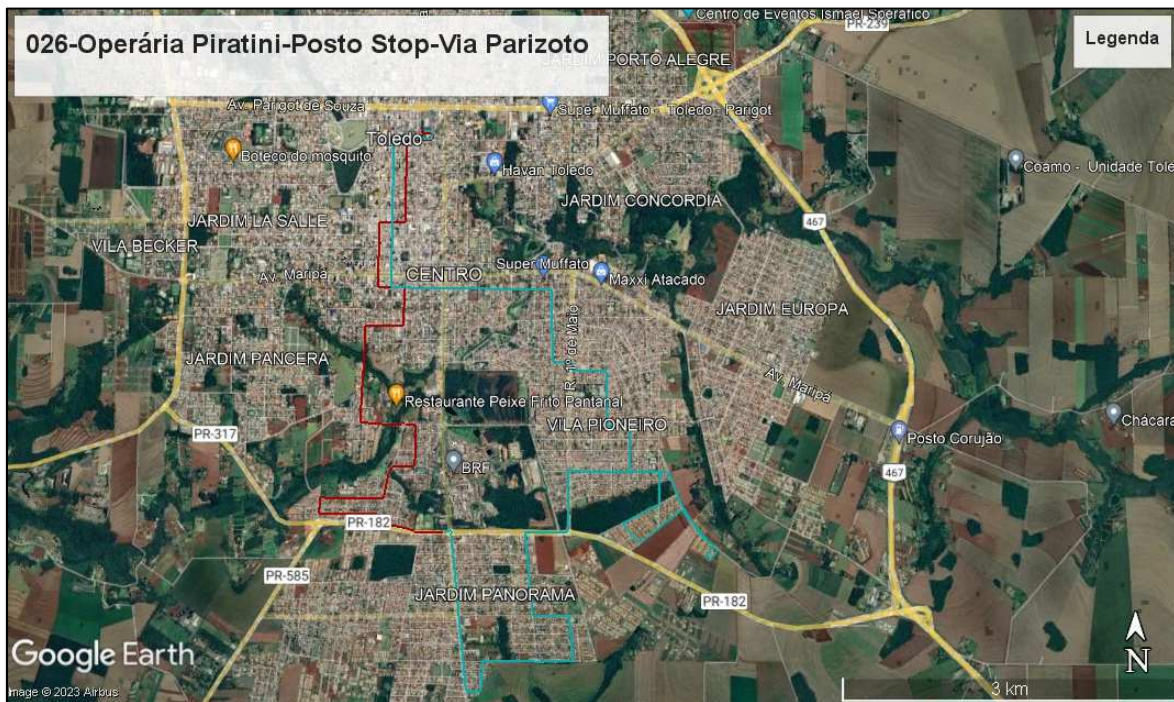 Centro de Eventos Ismael Sperafico
PR-239
026-Operária Piratini-Posto Stop-Via Parizoto
Legenda
JARDIM PORTO ALEGRE
Av. Parigot de Souza
Super Muffato - Toledo - Parigot
Toledo
Boteco do mosquito
Havan Toledo
Coamo - Unidade Tole
JARDIM CONCORDIA
JARDIM LA SALLE
467
VILA BECKER
Av. Maripá
CENTRO
Super Muffato
Maxxi Atacado
JARDIM EUROPA
R. 1º de Maio
JARDIM PANCERA
Av. Maripá
Restaurante Peixe Frito Pantanal
VILA PIONEIRO
Chácara
PR-317
Posto Corujão
BRF
467
PR-182
PR-585
JARDIM PANORAMA
PR-182
Google Earth
N
Image © 2023 Airbus
3 km